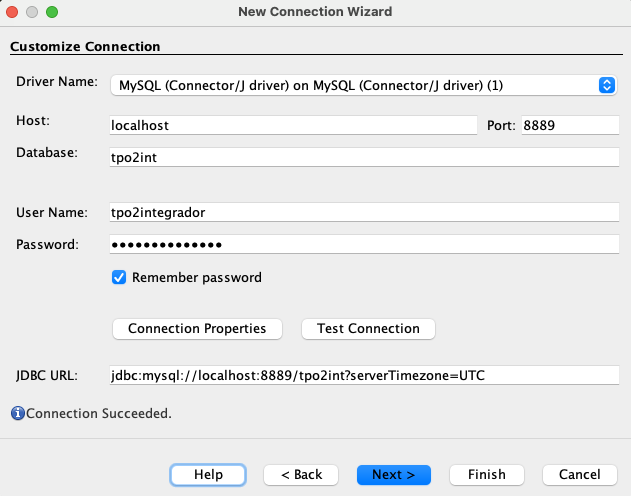 New Connection Wizard
Customize Connection
Driver Name: MySQL (Connector/J driver) on MySQL (Connector/J driver) (1)
Host: localhost Port: 8889
Database: tpo2int
User Name: tpo2integrador
Password: ••••••••••••••
Remember password
Connection Properties Test Connection
JDBC URL: jdbc:mysql://localhost:8889/tpo2int?serverTimezone=UTC
Connection Succeeded.
Help < Back Next > Finish Cancel